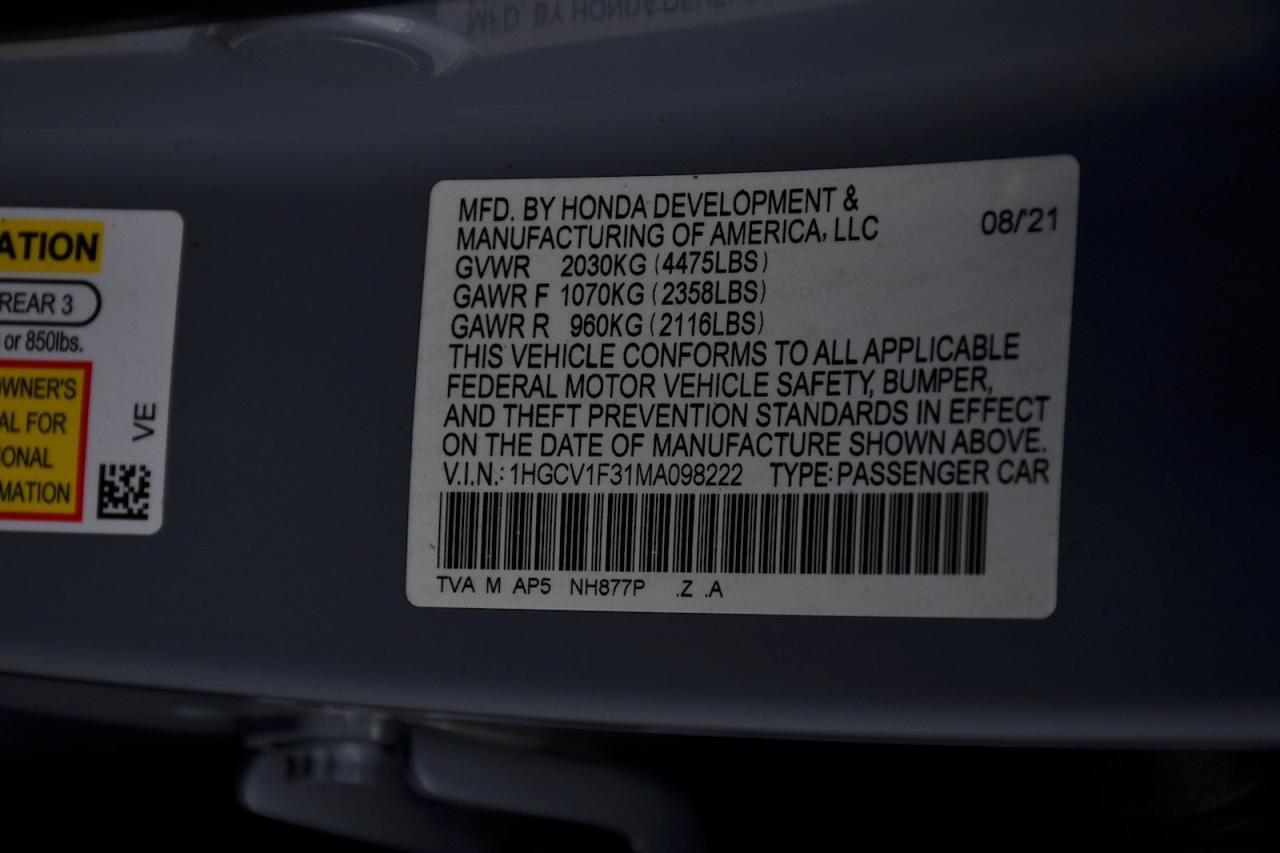 MFD. BY HONDA DEVELOPMENT &
MANUFACTURING OF AMERICA, LLC 08/'21
GVWR 2030KG (4475LBS)
GAWR F 1070KG (2358LBS)
GAWR R 960KG (2116LBS)
THIS VEHICLE CONFORMS TO ALL APPLICABLE
FEDERAL MOTOR VEHICLE SAFETY, BUMPER,
AND THEFT PREVENTION STANDARDS IN EFFECT
ON THE DATE OF MANUFACTURE SHOWN ABOVE.
V.I.N.: 1HGCV1F31MA098222 TYPE: PASSENGER CAR
TVA M AP5 NH877P .Z .A
ATION
REAR 3
or 850lbs.
OWNER'S
AL FOR
IONAL
MATION
VE